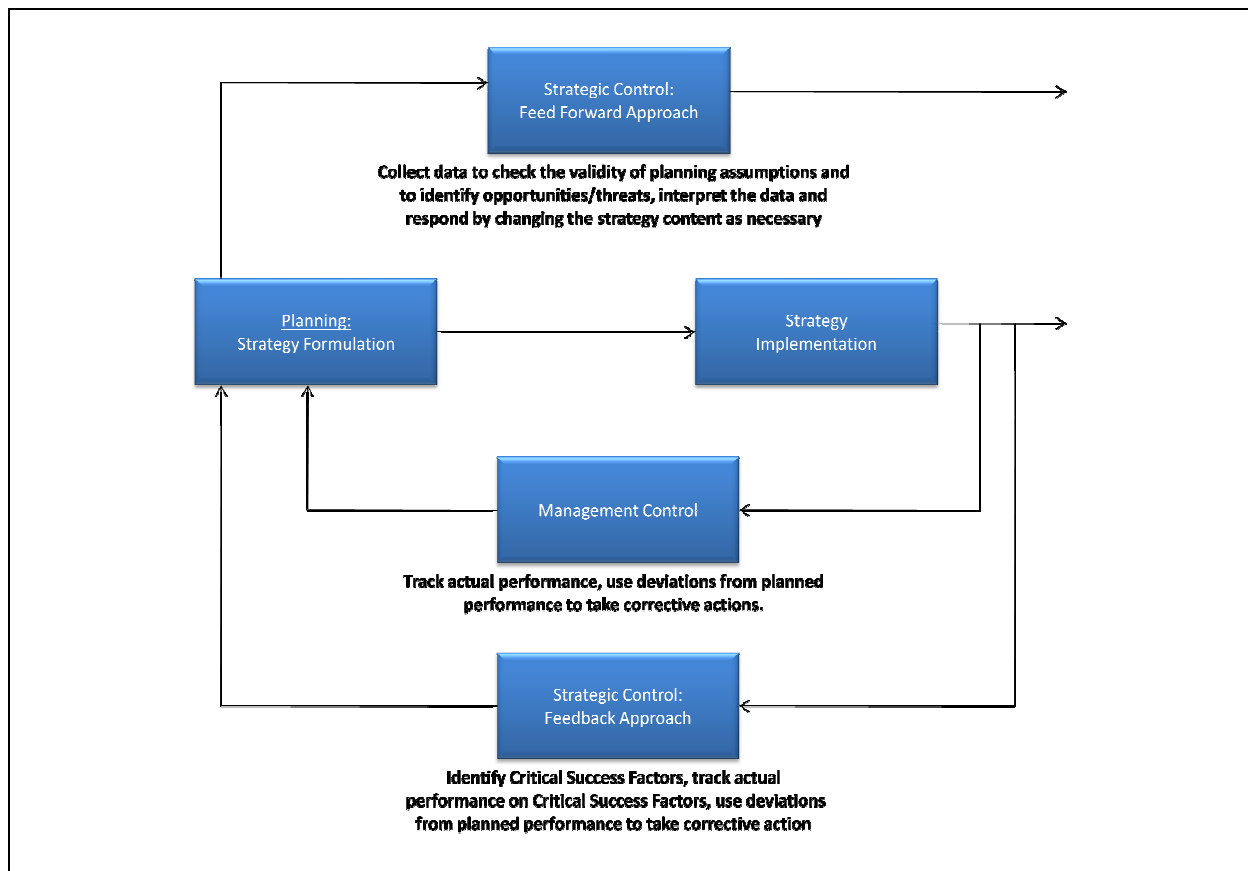 Strategic Control:
Feed Forward Approach
Collect data to check the validity of planning assumptions and
to identify opportunities/threats, interpret the data and
respond by changing the strategy content as necessary
Planning:
Strategy Formulation
Strategy
Implementation
Management Control
Track actual performance, use deviations from planned
performance to take corrective actions.
Strategic Control:
Feedback Approach
Identify Critical Success Factors, track actual
performance on Critical Success Factors, use deviations
from planned performance to take corrective action